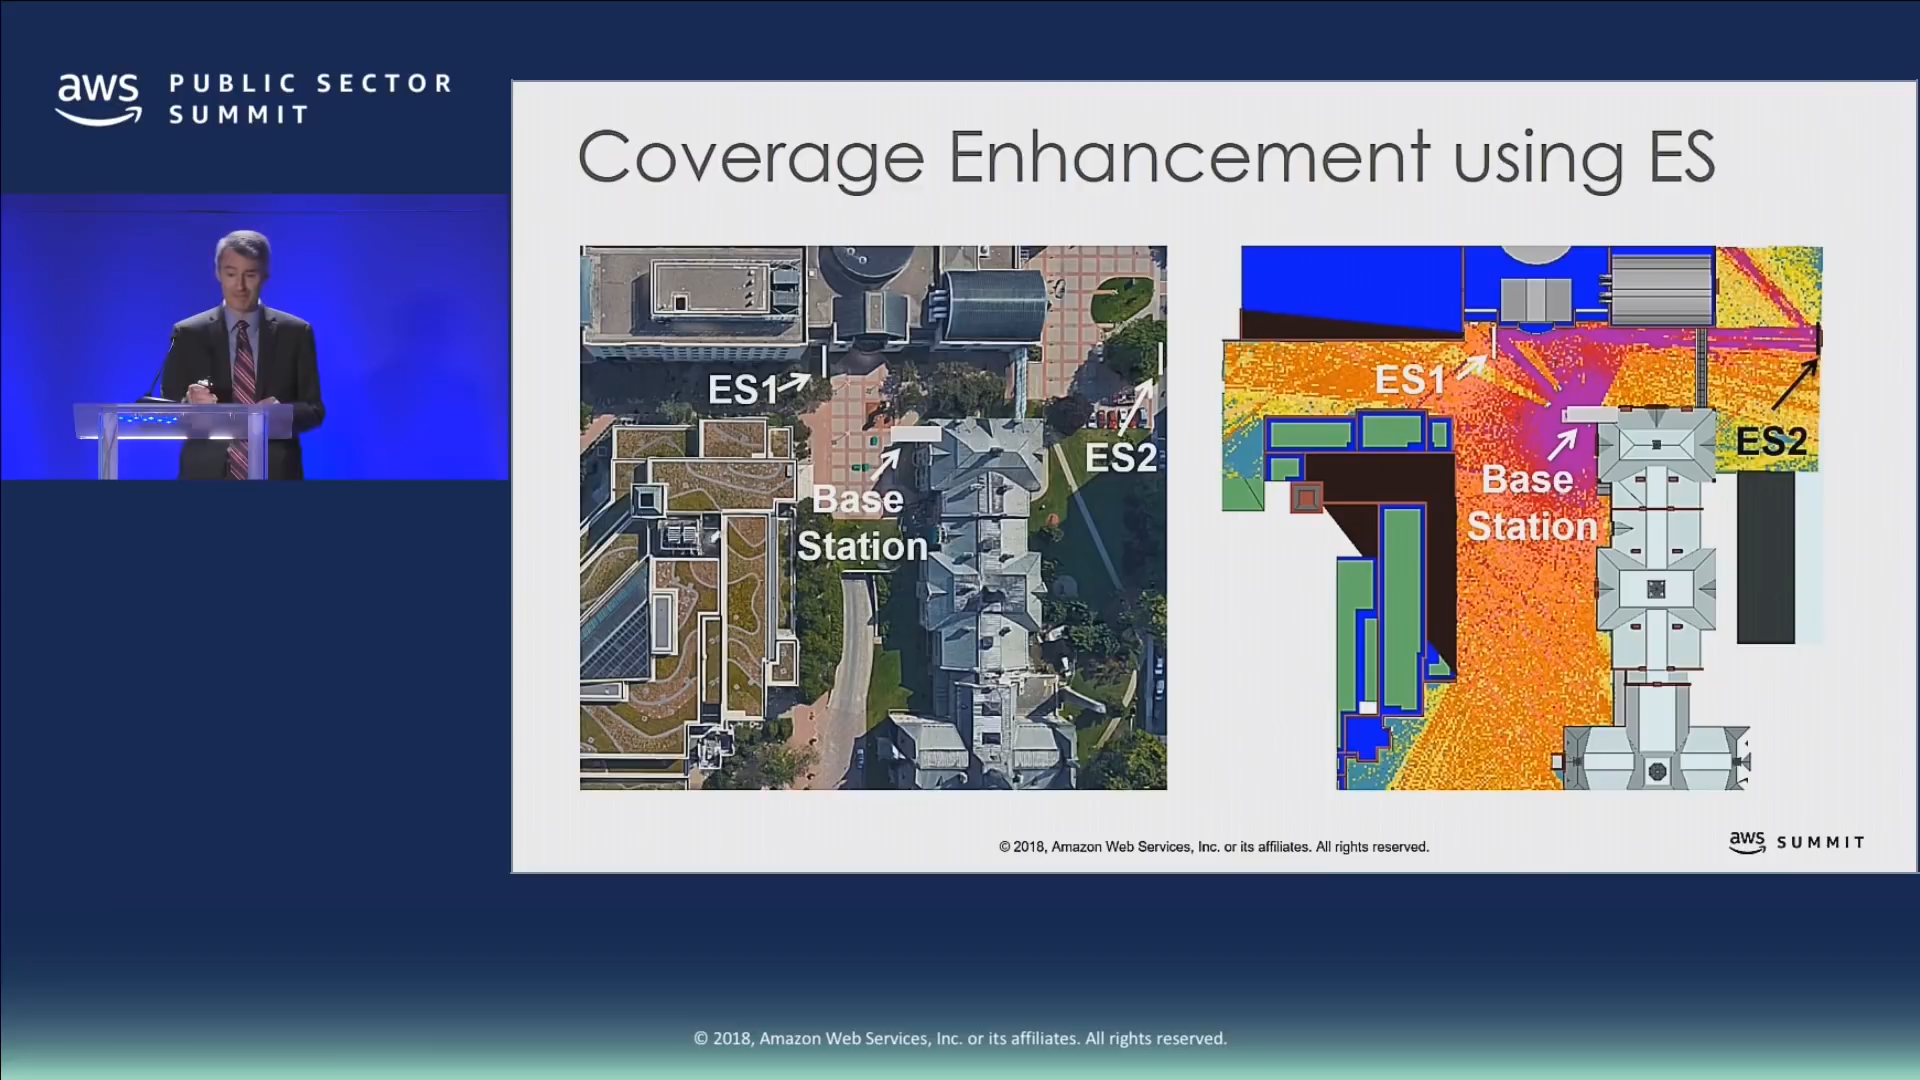 aws PUBLIC SECTOR
SUMMIT
Coverage Enhancement using ES
ES1
ES2
Base
Station
ES1
ES2
Base
Station
© 2018, Amazon Web Services, Inc. or its affiliates. All rights reserved.
aws SUMMIT
© 2018, Amazon Web Services, Inc. or its affiliates. All rights reserved.